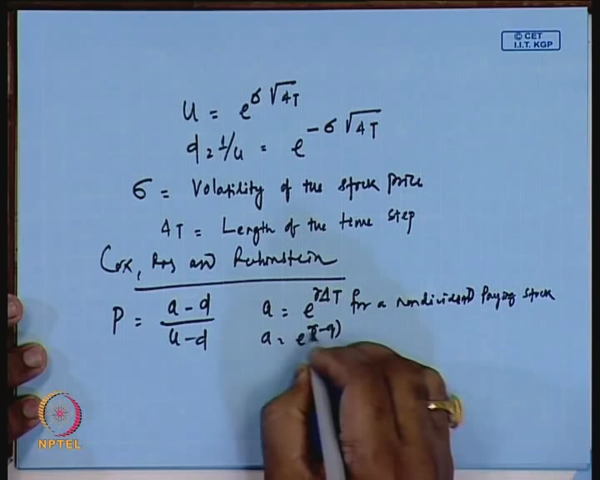 © CET
I.I.T. KGP
u = e^σ√ΔT
d = 1/u = e^-σ√ΔT
σ = Volatility of the stock price
ΔT = Length of the time step
Cox, Ross and Rubinstein
P = a-d / u-d
a = e^rΔT for a nondividend paying stock
a = e^(r-q)
NPTEL